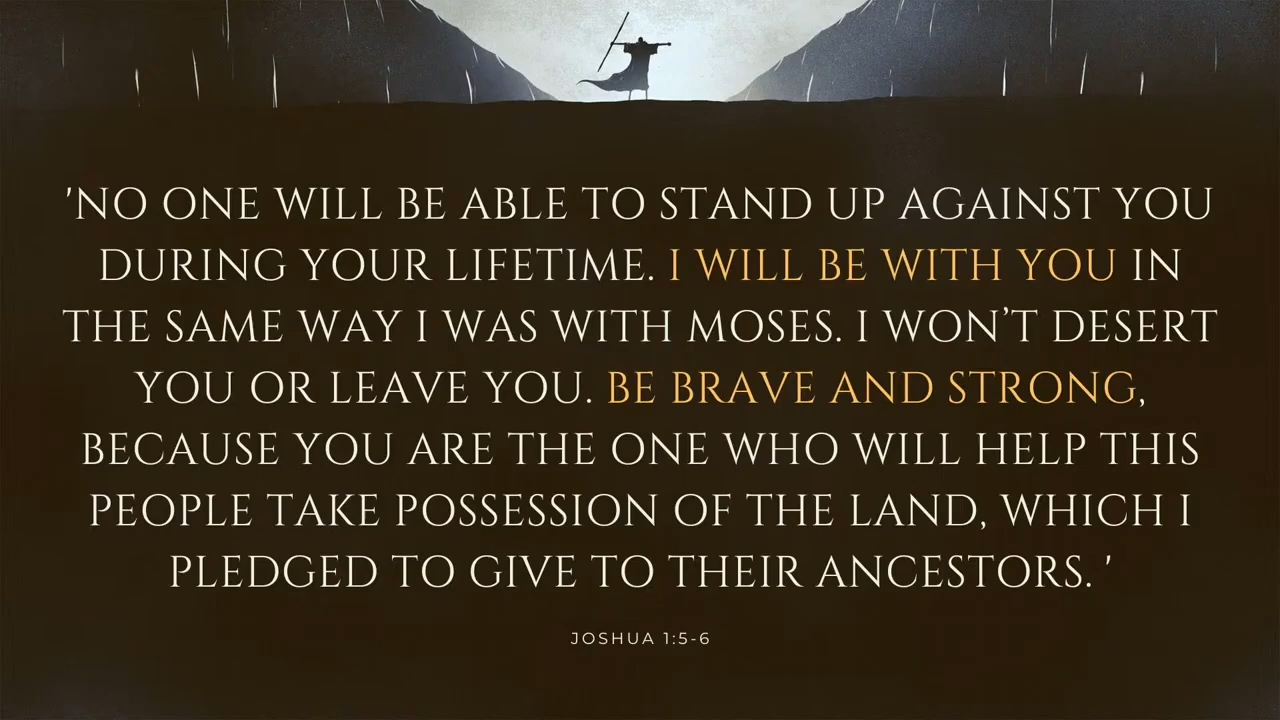 'NO ONE WILL BE ABLE TO STAND UP AGAINST YOU
DURING YOUR LIFETIME. I WILL BE WITH YOU IN
THE SAME WAY I WAS WITH MOSES. I WON’T DESERT
YOU OR LEAVE YOU. BE BRAVE AND STRONG,
BECAUSE YOU ARE THE ONE WHO WILL HELP THIS
PEOPLE TAKE POSSESSION OF THE LAND, WHICH I
PLEDGED TO GIVE TO THEIR ANCESTORS. '
JOSHUA 1:5-6